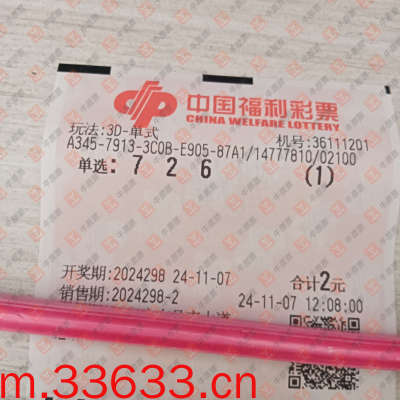 中国福利彩票
CHINA WELFARE LOTTERY
玩法:3D-单式 机号:36111201
A345-7913-3C0B-E905-87A1/14777810/02100
单选: 7 2 6 (1)
开奖期:2024298 24-11-07 合计2元
销售期:2024298-2 24-11-07 12:08:00
m.33633.cn